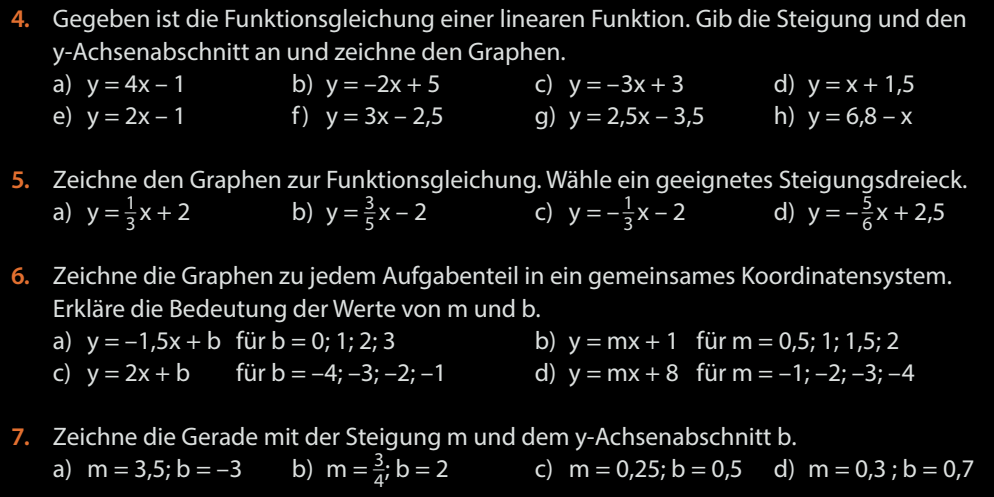 4. Gegeben ist die Funktionsgleichung einer linearen Funktion. Gib die Steigung und den
y-Achsenabschnitt an und zeichne den Graphen.
a) y = 4x – 1 b) y = –2x + 5 c) y = –3x + 3 d) y = x + 1,5
e) y = 2x – 1 f) y = 3x – 2,5 g) y = 2,5x – 3,5 h) y = 6,8 – x
5. Zeichne den Graphen zur Funktionsgleichung. Wähle ein geeignetes Steigungsdreieck.
a) y = 1/3 x + 2 b) y = 3/5 x – 2 c) y = –1/3 x – 2 d) y = –5/6 x + 2,5
6. Zeichne die Graphen zu jedem Aufgabenteil in ein gemeinsames Koordinatensystem.
Erkläre die Bedeutung der Werte von m und b.
a) y = –1,5x + b für b = 0; 1; 2; 3 b) y = mx + 1 für m = 0,5; 1; 1,5; 2
c) y = 2x + b für b = –4; –3; –2; –1 d) y = mx + 8 für m = –1; –2; –3; –4
7. Zeichne die Gerade mit der Steigung m und dem y-Achsenabschnitt b.
a) m = 3,5; b = –3 b) m = 3/4; b = 2 c) m = 0,25; b = 0,5 d) m = 0,3 ; b = 0,7